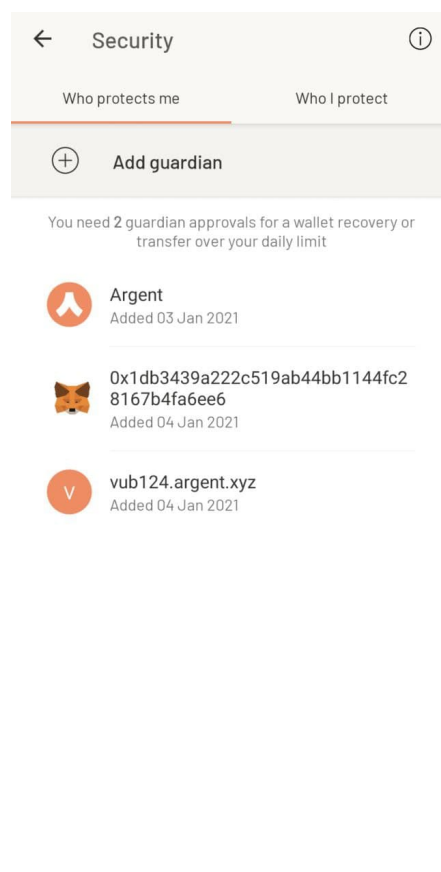 Security
Who protects me
Who I protect
Add guardian
You need 2 guardian approvals for a wallet recovery or
transfer over your daily limit
Argent
Added 03 Jan 2021
0x1db3439a222c519ab44bb1144fc2
8167b4fa6ee6
Added 04 Jan 2021
V
vub124.argent.xyz
Added 04 Jan 2021